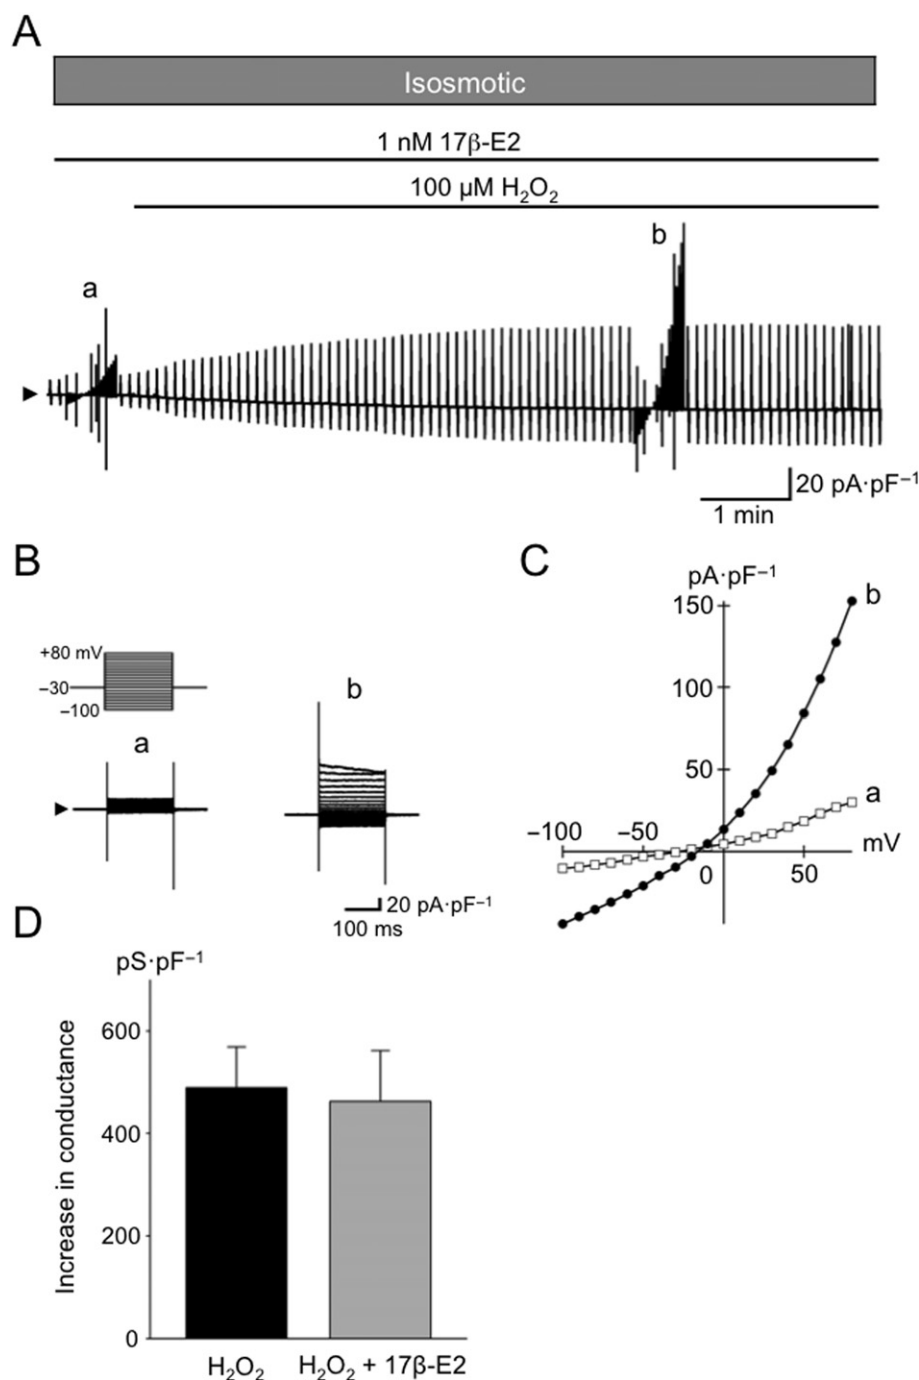 A
Isosmotic
1 nM 17β-E2
100 μM H₂O₂
a
b
20 pA·pF⁻¹
1 min
B
+80 mV
−30
−100
a
b
20 pA·pF⁻¹
100 ms
C
pA·pF⁻¹
150
100
50
b
a
−100
−50
0
50
mV
D
pS·pF⁻¹
Increase in conductance
600
400
200
0
H₂O₂
H₂O₂ + 17β-E2